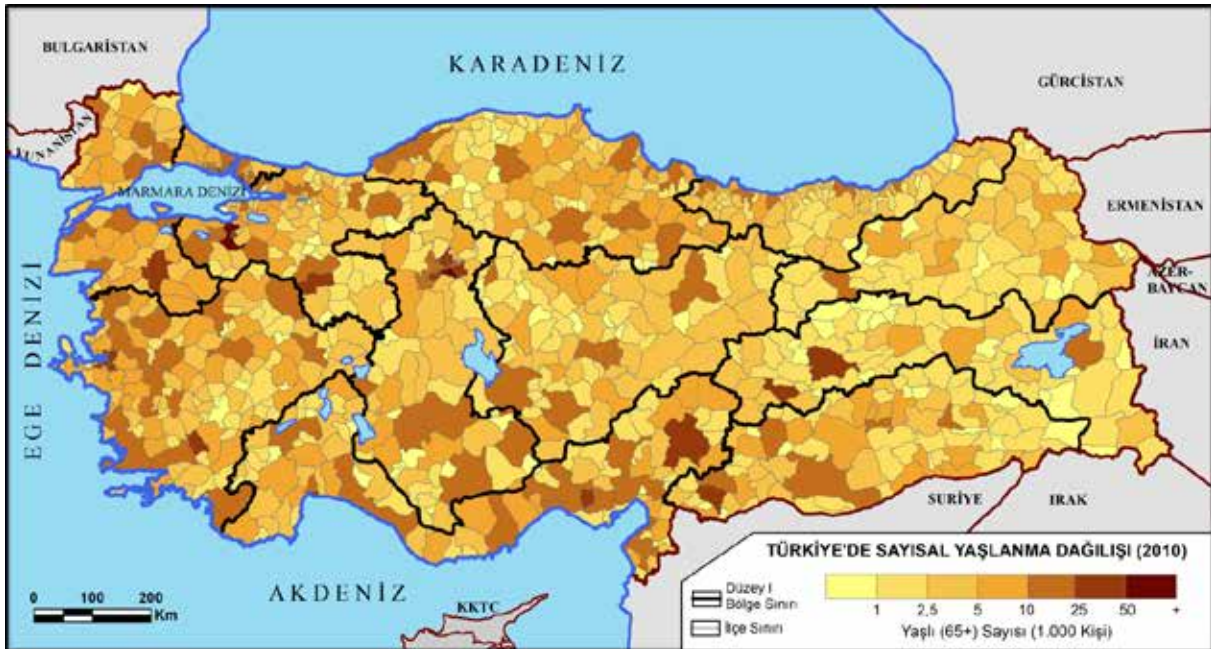 BULGARİSTAN
KARADENİZ
GÜRCİSTAN
YUNANİSTAN
MARMARA DENİZİ
ERMENİSTAN
AZER-
BAYCAN
EGE DENİZİ
İRAN
SURİYE
IRAK
AKDENİZ
KKTC
0 100 200
Km
TÜRKİYE'DE SAYISAL YAŞLANMA DAĞILIŞI (2010)
Düzey I
Bölge Sınırı
İlçe Sınırı
1 2,5 5 10 25 50 +
Yaşlı (65+) Sayısı (1.000 Kişi)